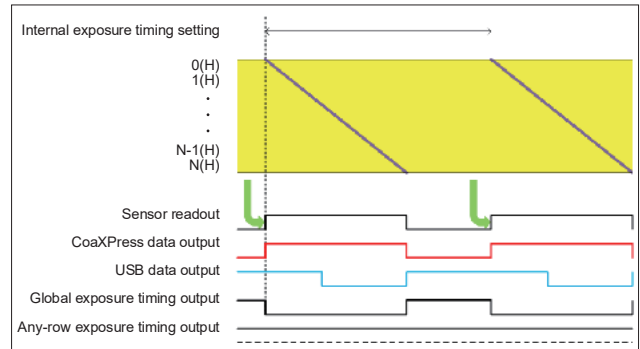 Internal exposure timing setting
0(H)
1(H)
.
.
.
N-1(H)
N(H)
Sensor readout
CoaXPress data output
USB data output
Global exposure timing output
Any-row exposure timing output